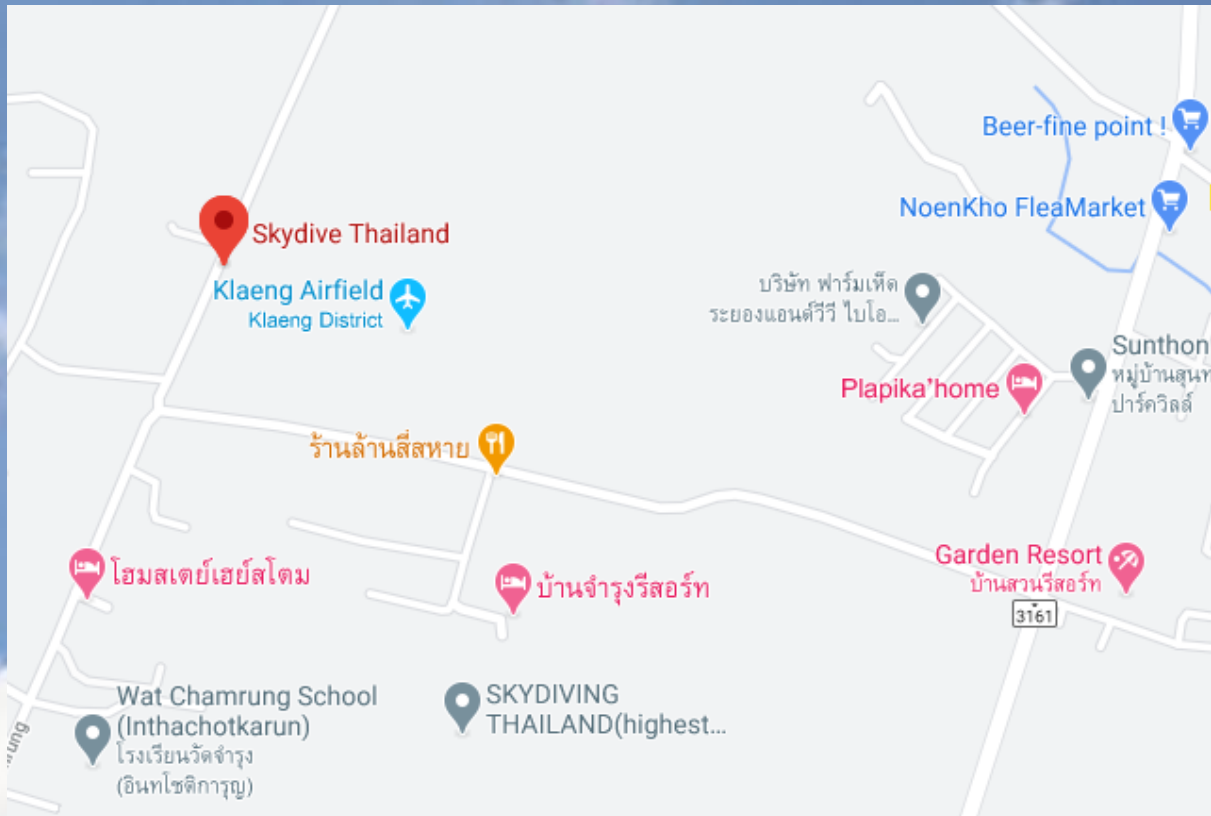 Beer-fine point !
NoenKho FleaMarket
Skydive Thailand
Klaeng Airfield
Klaeng District
บริษัท ฟาร์มเห็ด
ระยองแอนด์วีวี ไบโอ...
Sunthon
หมู่บ้านสุนท
ปาร์ควิลล์
Plapika'home
ร้านล้านสี่สหาย
Garden Resort
บ้านสวนรีสอร์ท
โฮมสเตย์เฮย์สโตม
บ้านจำรุงรีสอร์ท
3161
Wat Chamrung School
(Inthachotkarun)
โรงเรียนวัดจำรุง
(อินทโชติการุญ)
SKYDIVING
THAILAND(highest...
rung